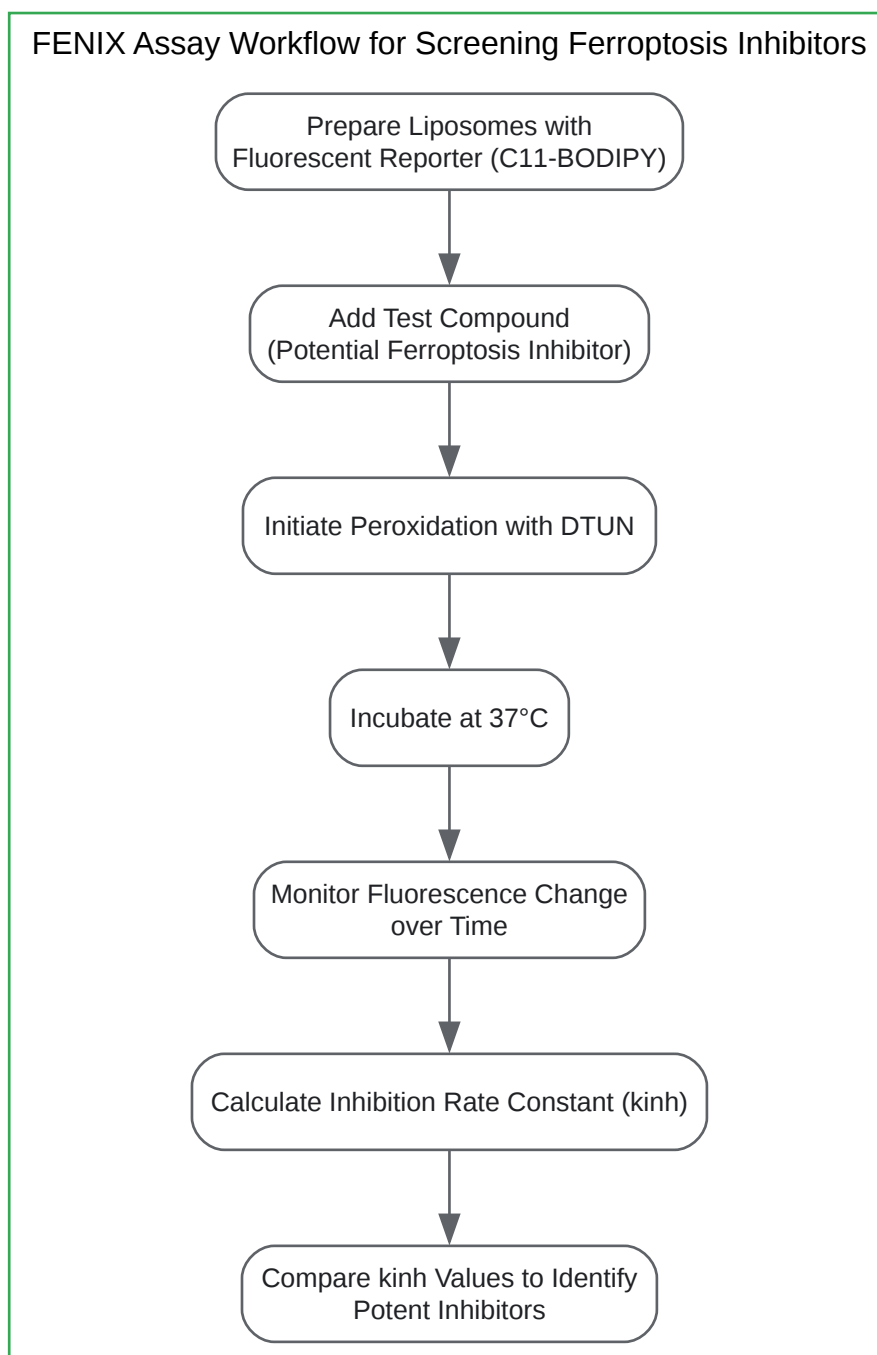 FENIX Assay Workflow for Screening Ferroptosis Inhibitors
Prepare Liposomes with
Fluorescent Reporter (C11-BODIPY)
Add Test Compound
(Potential Ferroptosis Inhibitor)
Initiate Peroxidation with DTUN
Incubate at 37°C
Monitor Fluorescence Change
over Time
Calculate Inhibition Rate Constant (kinh)
Compare kinh Values to Identify
Potent Inhibitors